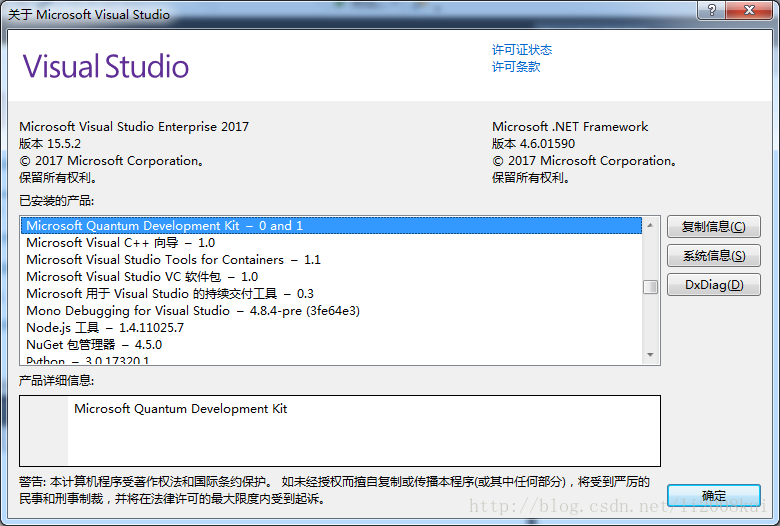 关于 Microsoft Visual Studio
Visual Studio
许可证状态
许可条款
Microsoft Visual Studio Enterprise 2017
版本 15.5.2
© 2017 Microsoft Corporation。
保留所有权利。
Microsoft .NET Framework
版本 4.6.01590
© 2017 Microsoft Corporation。
保留所有权利。
已安装的产品:
Microsoft Quantum Development Kit – 0 and 1
Microsoft Visual C++ 向导 – 1.0
Microsoft Visual Studio Tools for Containers – 1.1
Microsoft Visual Studio VC 软件包 – 1.0
Microsoft 用于 Visual Studio 的持续交付工具 – 0.3
Mono Debugging for Visual Studio – 4.8.4-pre (3fe64e3)
Node.js 工具 – 1.4.11025.7
NuGet 包管理器 – 4.5.0
Python – 3.0.17320.1
复制信息(C)
系统信息(S)
DxDiag(D)
产品详细信息:
Microsoft Quantum Development Kit
警告: 本计算机程序受著作权法和国际条约保护。 如未经授权而擅自复制或传播本程序(或其中任何部分)，将受到严厉的
民事和刑事制裁，并将在法律许可的最大限度内受到起诉。
确定